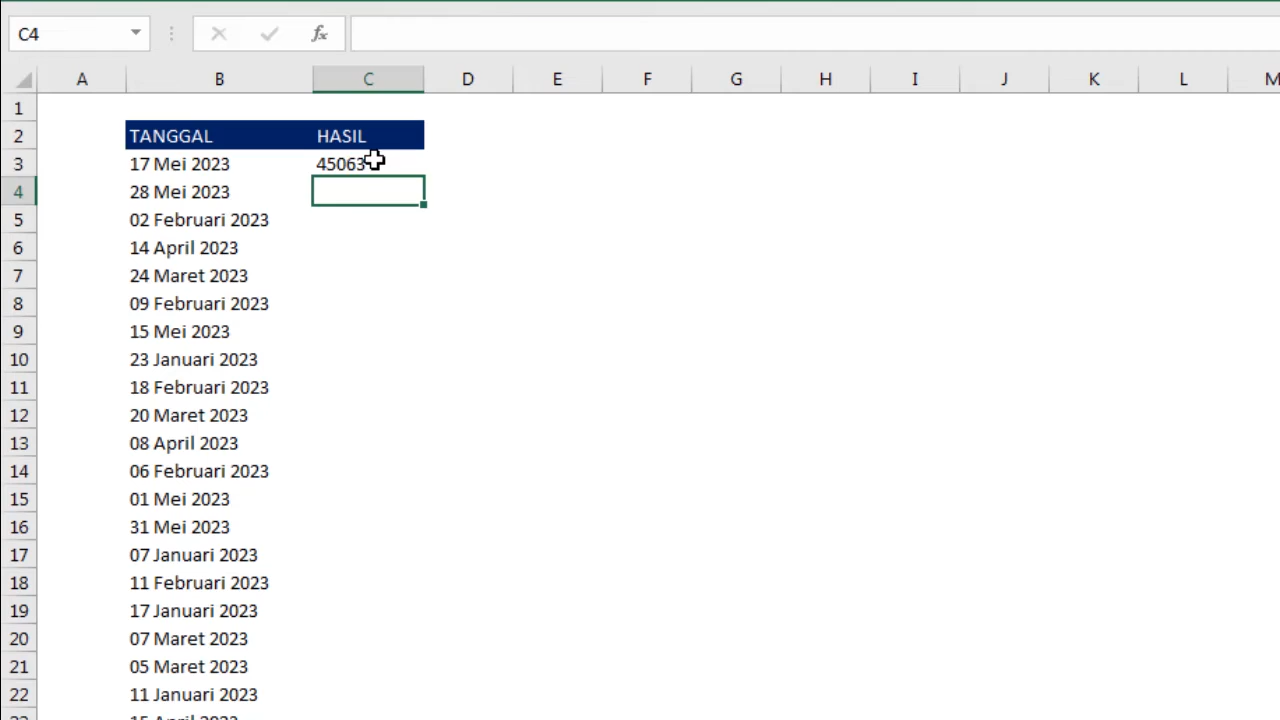 C4
fx
A B C D E F G H I J K L M
1
2 TANGGAL HASIL
3 17 Mei 2023 45063
4 28 Mei 2023
5 02 Februari 2023
6 14 April 2023
7 24 Maret 2023
8 09 Februari 2023
9 15 Mei 2023
10 23 Januari 2023
11 18 Februari 2023
12 20 Maret 2023
13 08 April 2023
14 06 Februari 2023
15 01 Mei 2023
16 31 Mei 2023
17 07 Januari 2023
18 11 Februari 2023
19 17 Januari 2023
20 07 Maret 2023
21 05 Maret 2023
22 11 Januari 2023
23 15 April 2023